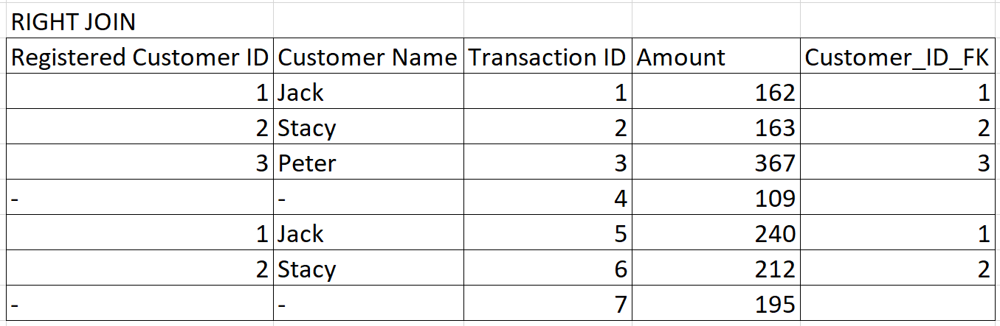 RIGHT JOIN
Registered Customer ID Customer Name Transaction ID Amount Customer_ID_FK
1 Jack 1 162 1
2 Stacy 2 163 2
3 Peter 3 367 3
- - 4 109
1 Jack 5 240 1
2 Stacy 6 212 2
- - 7 195